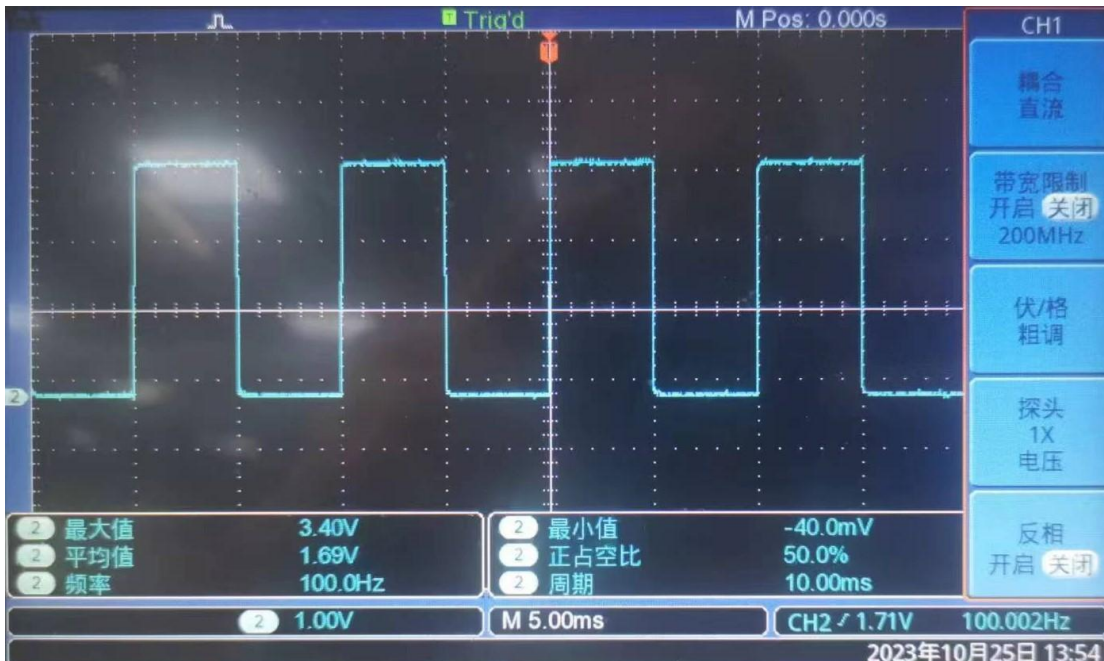 T Trig'd M Pos: 0.000s CH1
T
耦合
直流
带宽限制
开启 关闭
200MHz
伏/格
粗调
2
探头
1X
电压
反相
开启 关闭
2 最大值 3.40V 2 最小值 -40.0mV
2 平均值 1.69V 2 正占空比 50.0%
2 频率 100.0Hz 2 周期 10.00ms
2 1.00V M 5.00ms CH2 1.71V 100.002Hz
2023年10月25日 13:54